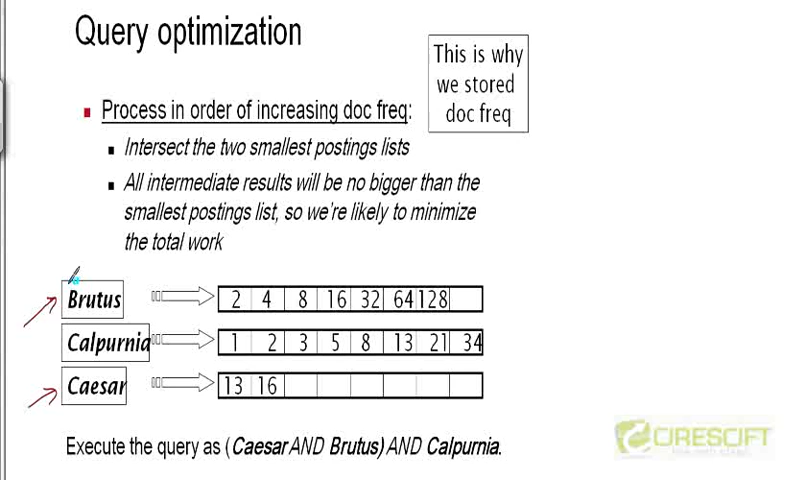 Query optimization
This is why
we stored
doc freq
Process in order of increasing doc freq:
Intersect the two smallest postings lists
All intermediate results will be no bigger than the
smallest postings list, so we're likely to minimize
the total work
Brutus 2 4 8 16 32 64 128
Calpurnia 1 2 3 5 8 13 21 34
Caesar 13 16
Execute the query as (Caesar AND Brutus) AND Calpurnia.